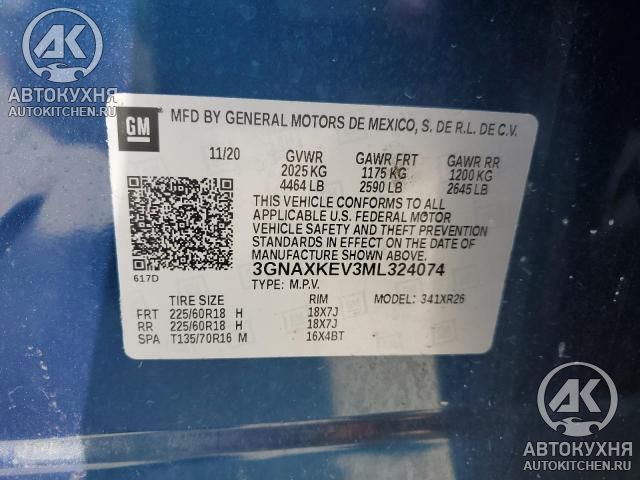 AK
АВТОКУХНЯ
AUTOKITCHEN.RU
GM
MFD BY GENERAL MOTORS DE MEXICO, S. DE R.L. DE C.V.
11/20 GVWR GAWR FRT GAWR RR
2025 KG 1175 KG 1200 KG
4464 LB 2590 LB 2645 LB
THIS VEHICLE CONFORMS TO ALL
APPLICABLE U.S. FEDERAL MOTOR
VEHICLE SAFETY AND THEFT
PREVENTION STANDARDS IN EFFECT
ON THE DATE OF MANUFACTURE
SHOWN ABOVE.
3GNAXKEV3ML324074
617D
TYPE: M.P.V.
TIRE SIZE RIM MODEL: 341XR26
FRT 225/60R18 H 18X7J
RR 225/60R18 H 18X7J
SPA T135/70R16 M 16X4BT
AK
АВТОКУХНЯ
AUTOKITCHEN.RU